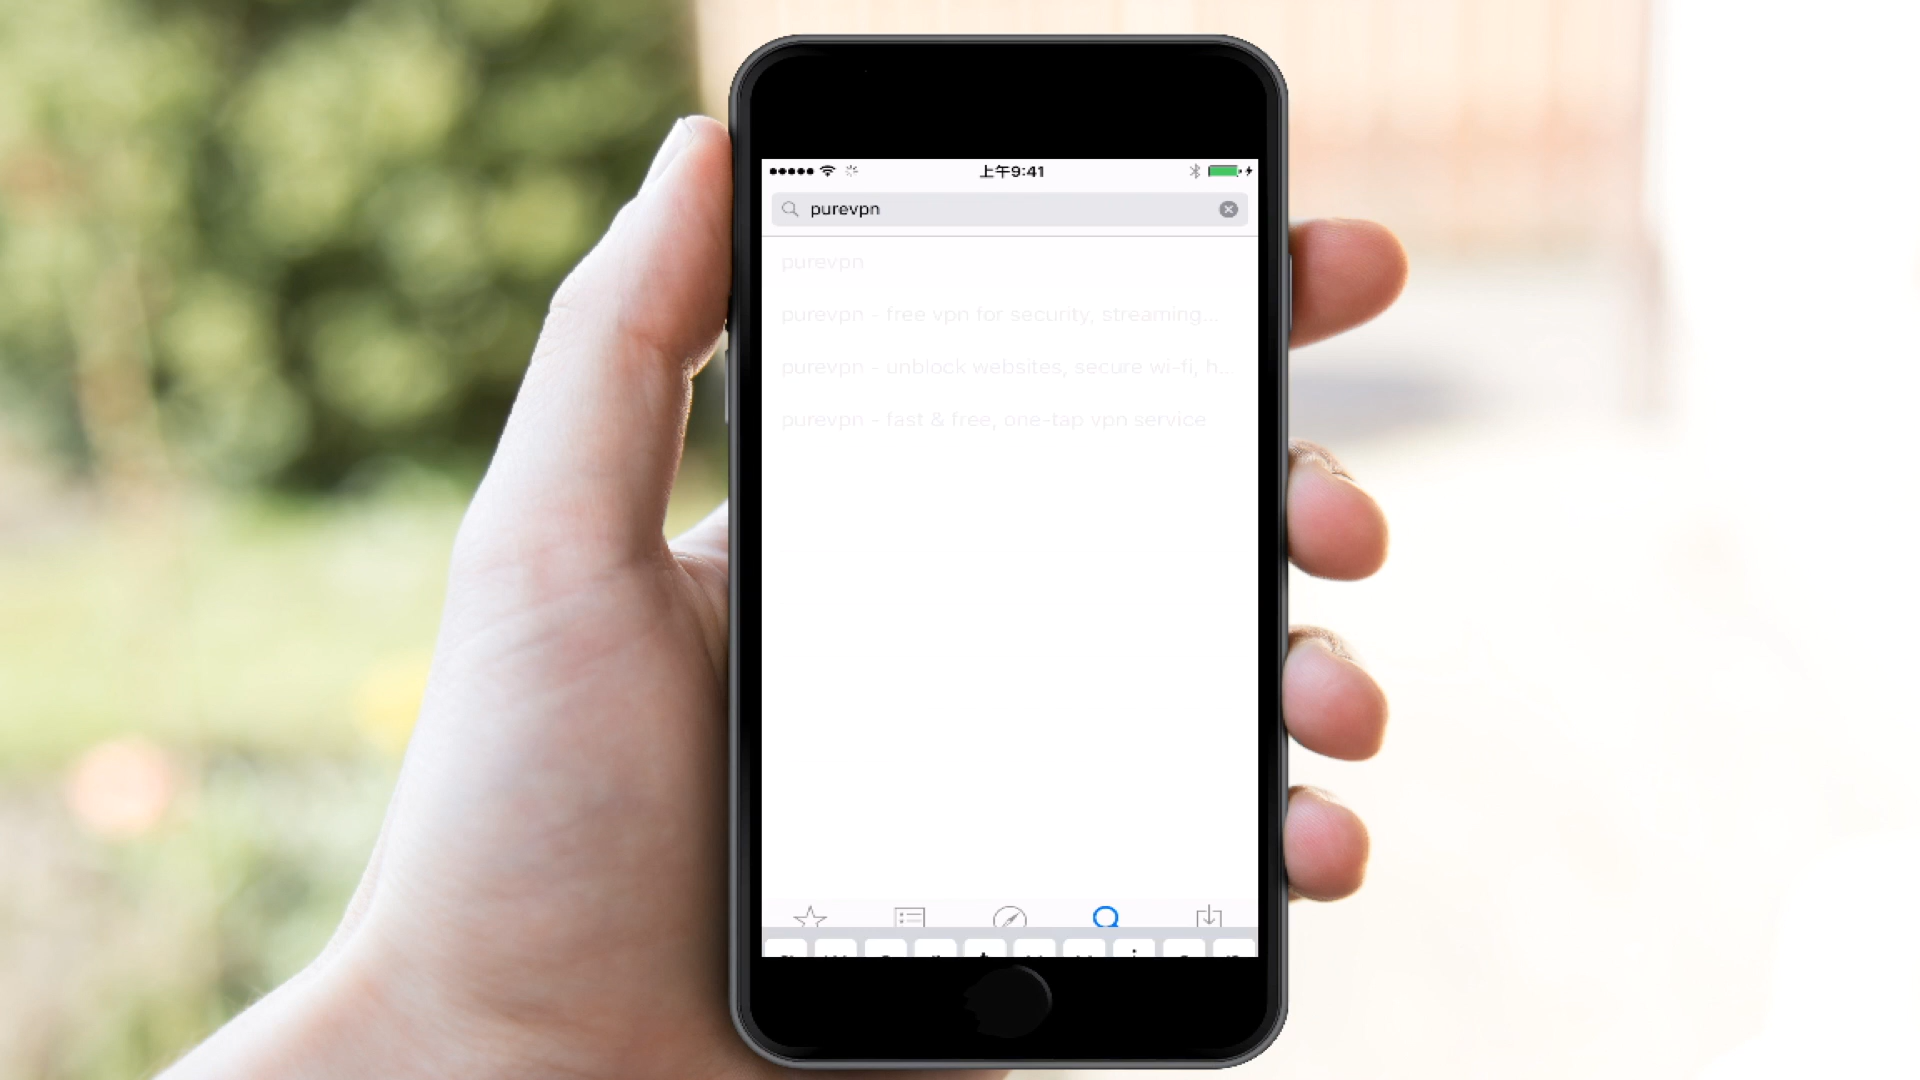 上午9:41
purevpn
purevpn
purevpn - free vpn for security, streaming...
purevpn - unblock websites, secure wi-fi, h...
purevpn - fast & free, one-tap vpn service